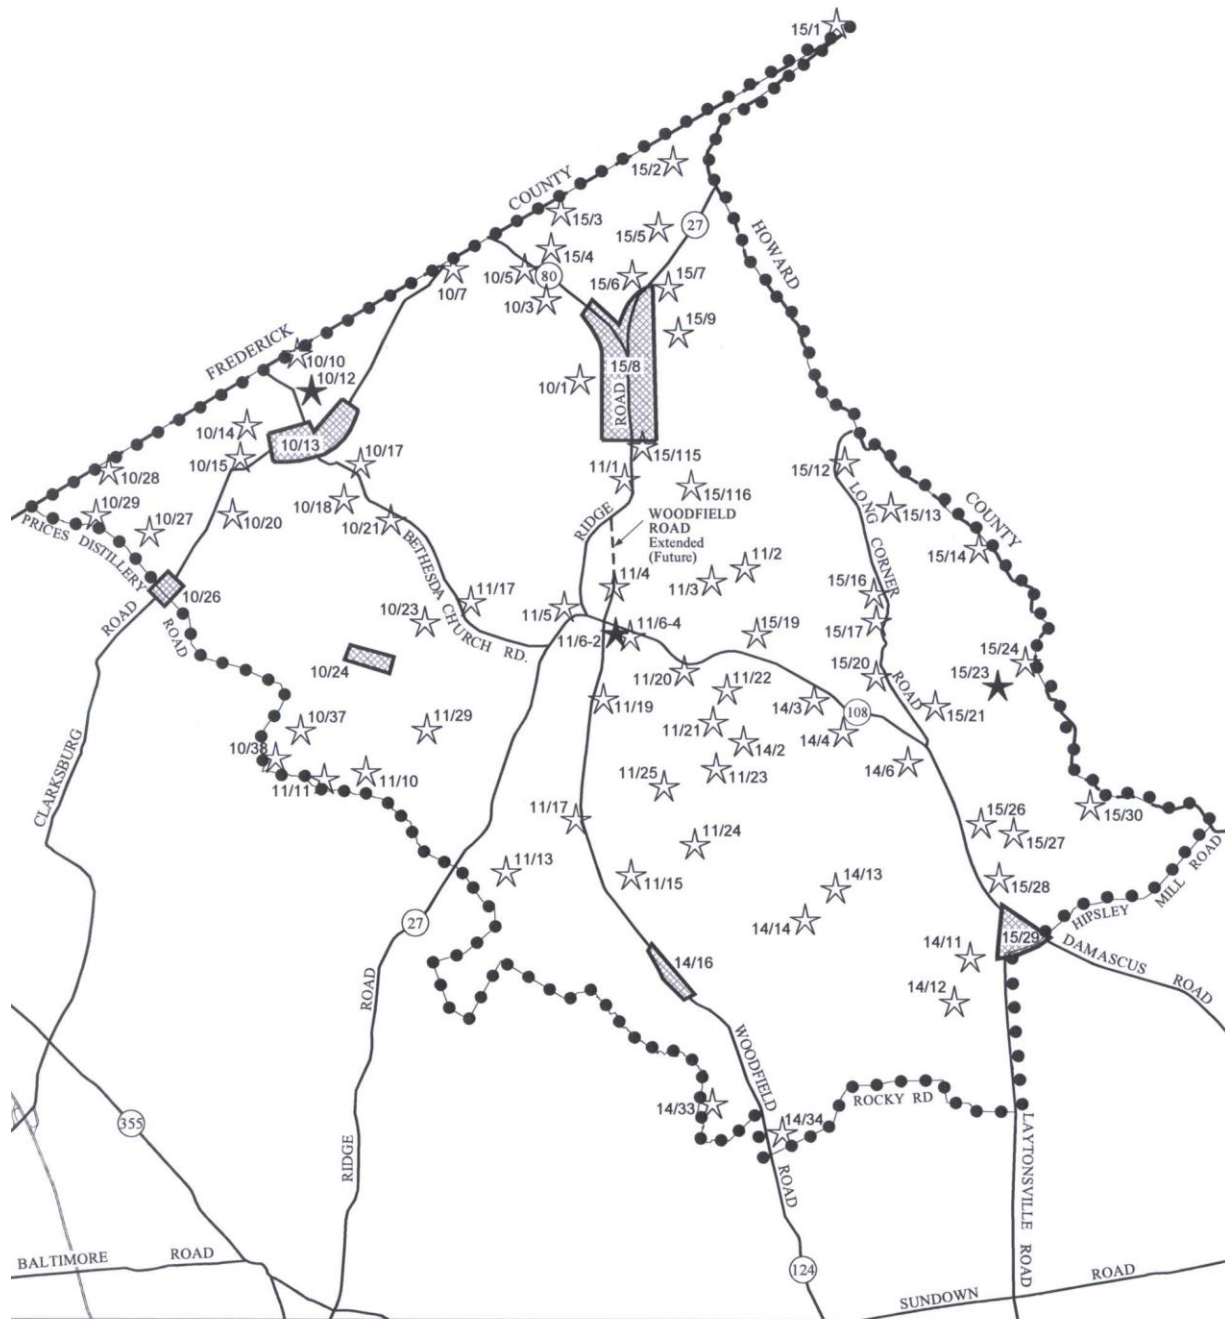 15/1
COUNTY
15/2
15/3
15/5
27
HOWARD
15/4
10/5
80
15/6
15/7
10/7
10/3
15/9
FREDERICK
10/10
15/8
10/12
10/1
ROAD
10/14
10/13
10/15
10/17
15/115
15/12
10/28
11/1
15/116
LONG
10/18
10/29
10/27
10/20
10/21
RIDGE
WOODFIELD
ROAD
Extended
(Future)
15/13
COUNTY
PRICES DISTILLERY
BETHESDA CHURCH RD.
CORNER
15/14
11/2
11/3
11/4
15/16
10/26
11/17
11/5
10/23
ROAD
ROAD
11/6-2
11/6-4
15/19
15/17
10/24
11/20
15/20
ROAD
15/24
15/23
11/22
11/19
14/3
108
15/21
10/37
11/29
11/21
14/2
14/4
10/38
11/23
14/6
CLARKSBURG
11/11
11/10
11/25
11/17
15/26
15/30
15/27
11/24
MILL ROAD
11/13
11/15
14/13
15/28
HIPSLEY
27
14/14
15/29
DAMASCUS
14/11
14/16
ROAD
ROAD
14/12
WOODFIELD
14/33
ROCKY RD
14/34
355
LAYTONSVILLE ROAD
RIDGE
ROAD
BALTIMORE
ROAD
124
ROAD
SUNDOWN